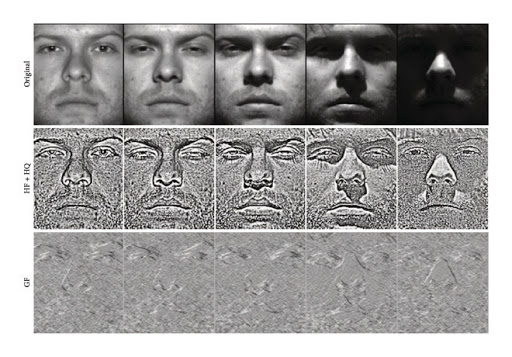 Original
HF + HQ
GF